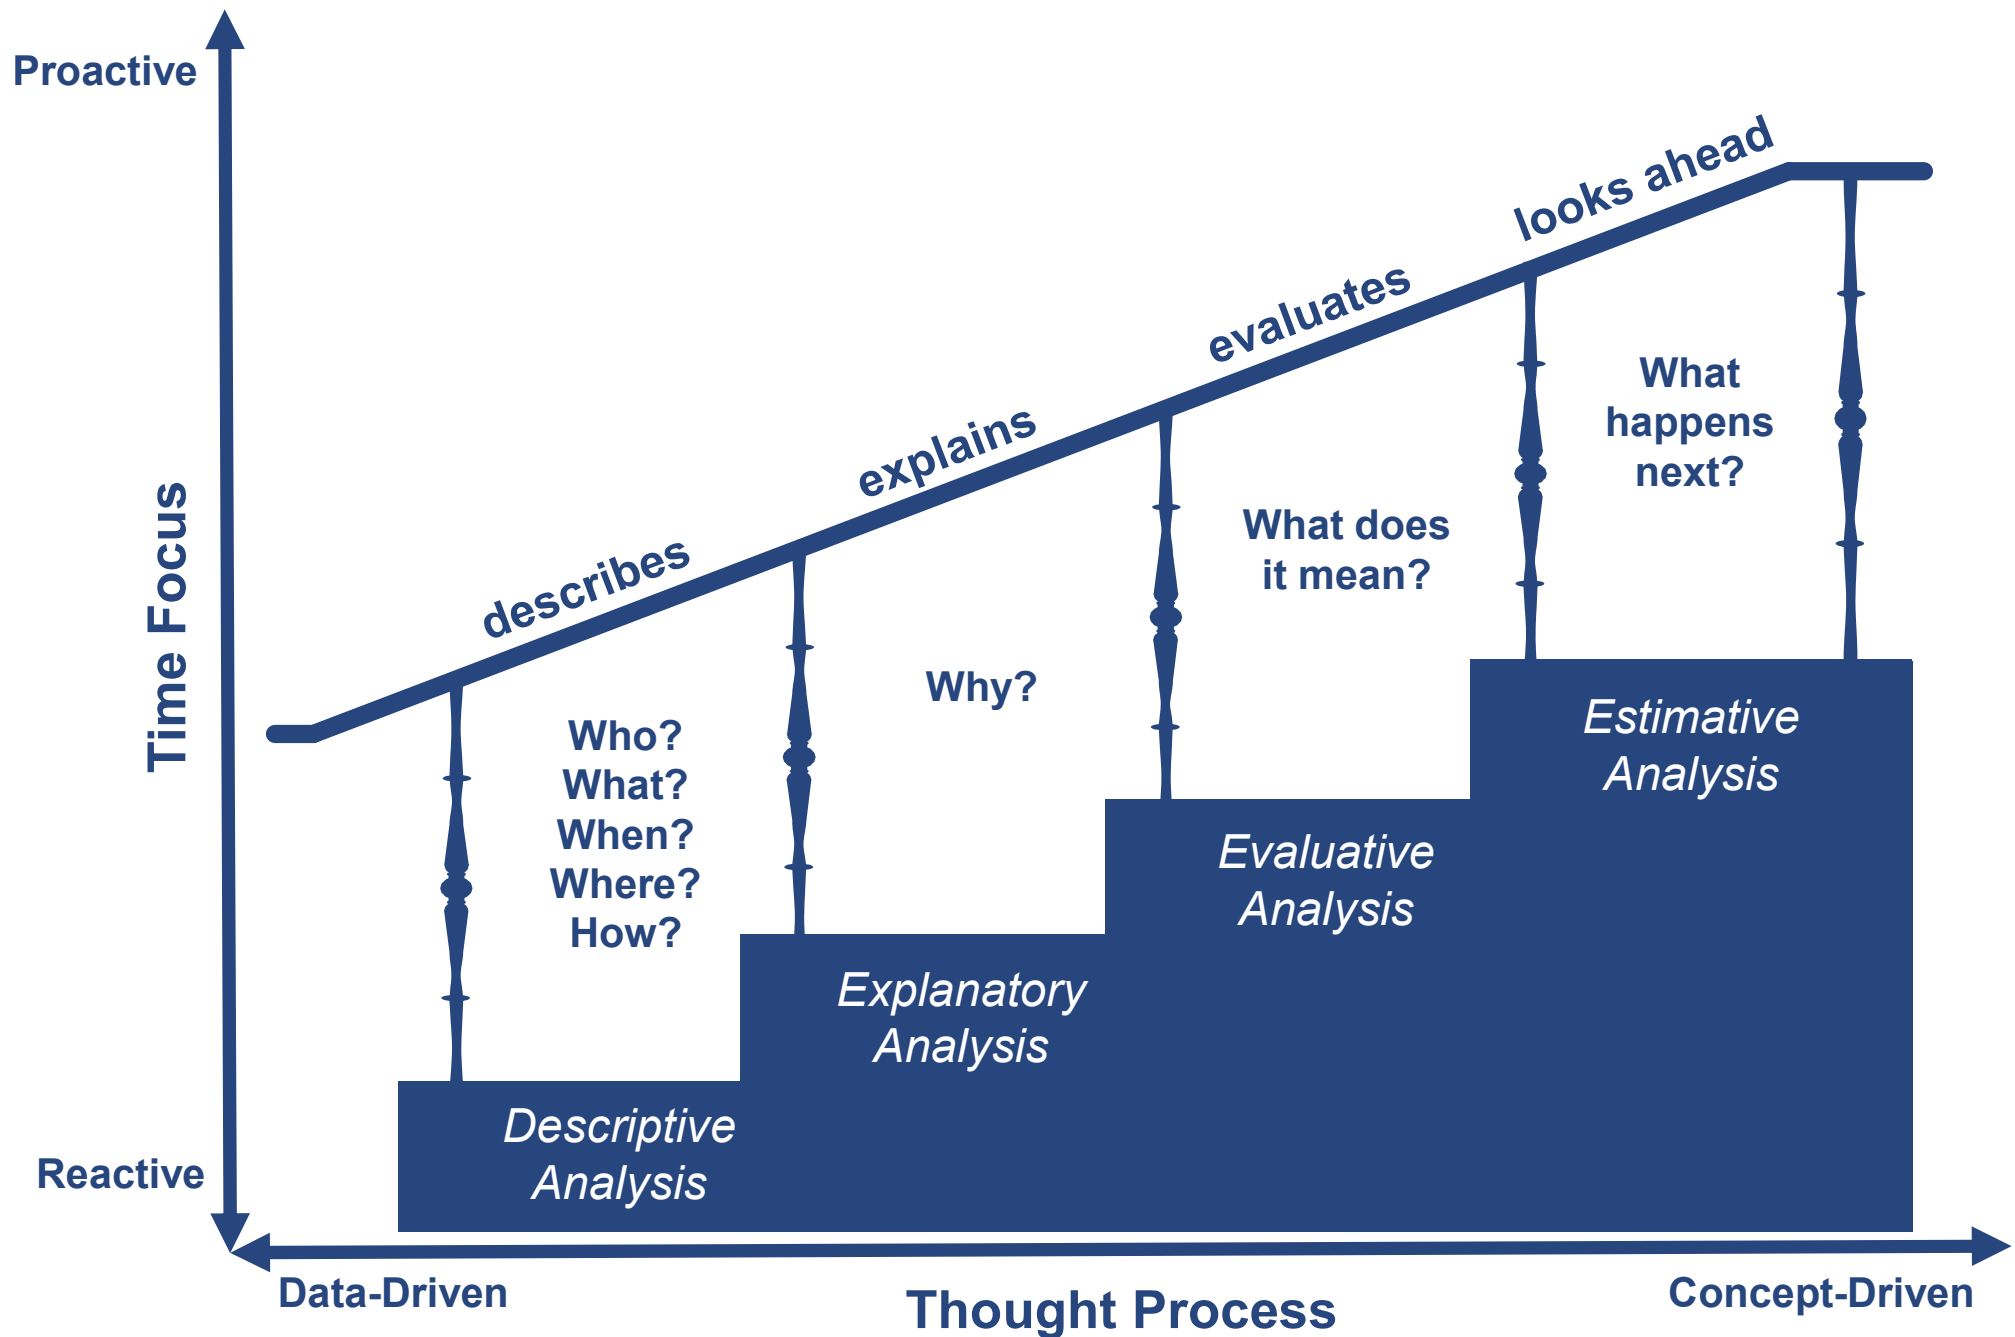 Proactive
looks ahead
evaluates
explains
describes
What
happens
next?
What does
it mean?
Why?
Who?
What?
When?
Where?
How?
Time Focus
Estimative
Analysis
Evaluative
Analysis
Explanatory
Analysis
Descriptive
Analysis
Reactive
Data-Driven
Thought Process
Concept-Driven